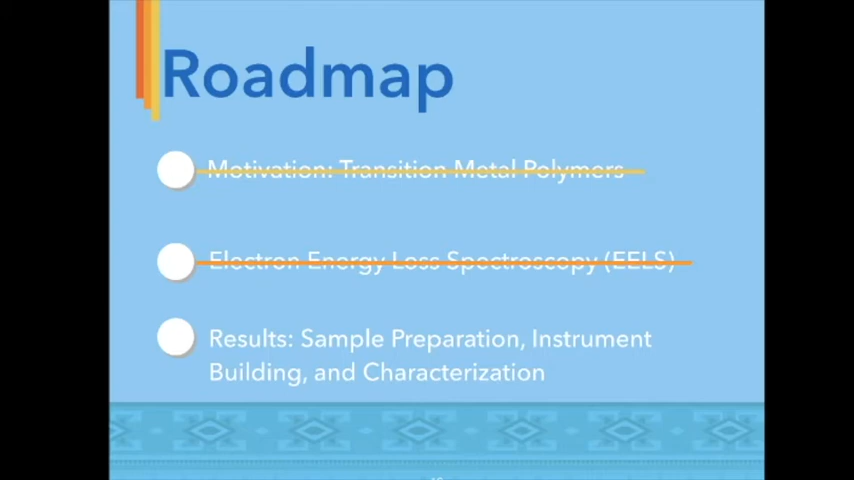 Roadmap
Motivation: Transition Metal Polymers
Electron Energy Loss Spectroscopy (EELS)
Results: Sample Preparation, Instrument
Building, and Characterization